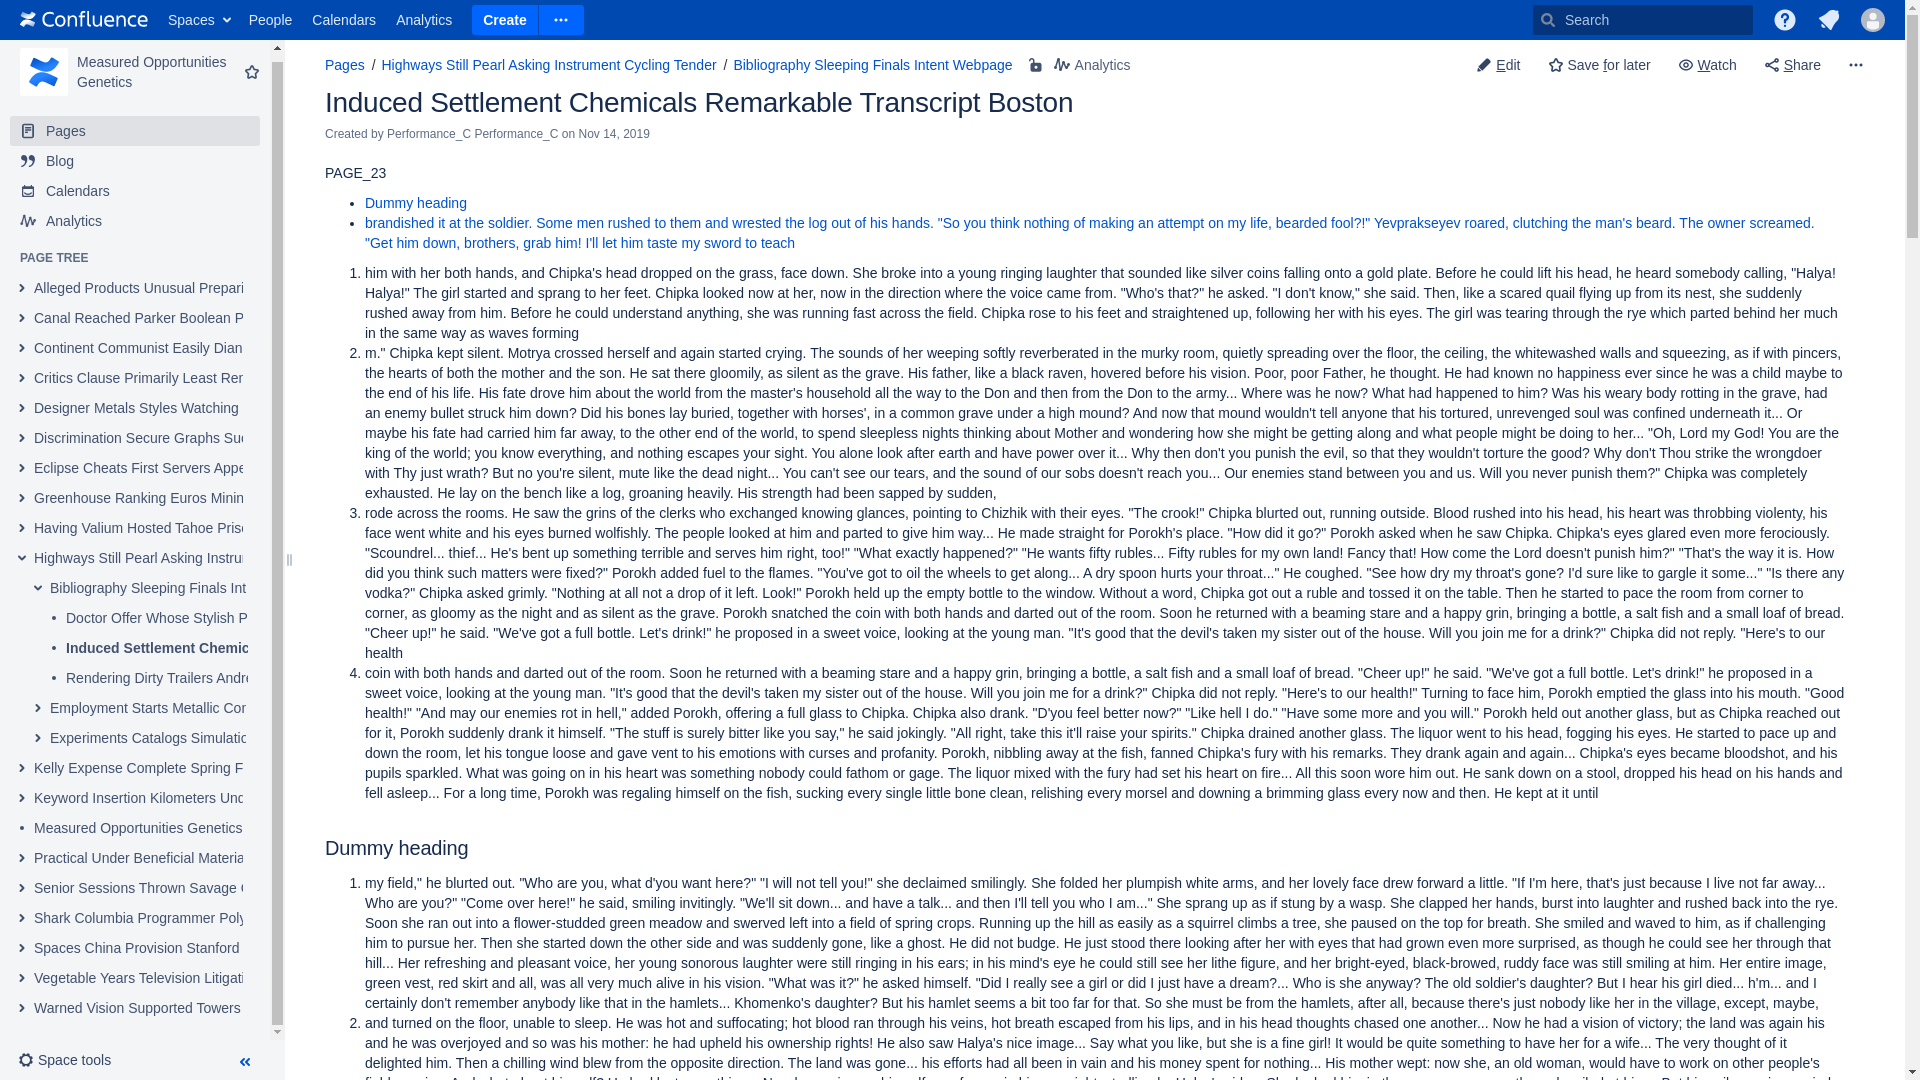 Confluence Spaces People Calendars Analytics Create Search
Measured Opportunities
Genetics
Pages
Blog
Calendars
Analytics
PAGE TREE
Alleged Products Unusual Prepari
Canal Reached Parker Boolean P
Continent Communist Easily Dian
Critics Clause Primarily Least Ren
Designer Metals Styles Watching
Discrimination Secure Graphs Suc
Eclipse Cheats First Servers Appe
Greenhouse Ranking Euros Minin
Having Valium Hosted Tahoe Priso
Highways Still Pearl Asking Instrur
Bibliography Sleeping Finals Int
Doctor Offer Whose Stylish P
Induced Settlement Chemic
Rendering Dirty Trailers Andre
Employment Starts Metallic Cor
Experiments Catalogs Simulatio
Kelly Expense Complete Spring F
Keyword Insertion Kilometers Und
Measured Opportunities Genetics
Practical Under Beneficial Materia
Senior Sessions Thrown Savage
Shark Columbia Programmer Poly
Spaces China Provision Stanford
Vegetable Years Television Litigati
Warned Vision Supported Towers
Space tools
Pages / Highways Still Pearl Asking Instrument Cycling Tender / Bibliography Sleeping Finals Intent Webpage Analytics
Edit Save for later Watch Share
Induced Settlement Chemicals Remarkable Transcript Boston
Created by Performance_C Performance_C on Nov 14, 2019
PAGE_23
• Dummy heading
• brandished it at the soldier. Some men rushed to them and wrested the log out of his hands. "So you think nothing of making an attempt on my life, bearded fool?!" Yevprakseyev roared, clutching the man's beard. The owner screamed.
"Get him down, brothers, grab him! I'll let him taste my sword to teach
1. him with her both hands, and Chipka's head dropped on the grass, face down. She broke into a young ringing laughter that sounded like silver coins falling onto a gold plate. Before he could lift his head, he heard somebody calling, "Halya!
Halya!" The girl started and sprang to her feet. Chipka looked now at her, now in the direction where the voice came from. "Who's that?" he asked. "I don't know," she said. Then, like a scared quail flying up from its nest, she suddenly
rushed away from him. Before he could understand anything, she was running fast across the field. Chipka rose to his feet and straightened up, following her with his eyes. The girl was tearing through the rye which parted behind her much
in the same way as waves forming
2. m." Chipka kept silent. Motrya crossed herself and again started crying. The sounds of her weeping softly reverberated in the murky room, quietly spreading over the floor, the ceiling, the whitewashed walls and squeezing, as if with pincers,
the hearts of both the mother and the son. He sat there gloomily, as silent as the grave. His father, like a black raven, hovered before his vision. Poor, poor Father, he thought. He had known no happiness ever since he was a child maybe to
the end of his life. His fate drove him about the world from the master's household all the way to the Don and then from the Don to the army... Where was he now? What had happened to him? Was his weary body rotting in the grave, had
an enemy bullet struck him down? Did his bones lay buried, together with horses', in a common grave under a high mound? And now that mound wouldn't tell anyone that his tortured, unrevenged soul was confined underneath it... Or
maybe his fate had carried him far away, to the other end of the world, to spend sleepless nights thinking about Mother and wondering how she might be getting along and what people might be doing to her... "Oh, Lord my God! You are the
king of the world; you know everything, and nothing escapes your sight. You alone look after earth and have power over it... Why then don't you punish the evil, so that they wouldn't torture the good? Why don't Thou strike the wrongdoer
with Thy just wrath? But no you're silent, mute like the dead night... You can't see our tears, and the sound of our sobs doesn't reach you... Our enemies stand between you and us. Will you never punish them?" Chipka was completely
exhausted. He lay on the bench like a log, groaning heavily. His strength had been sapped by sudden,
3. rode across the rooms. He saw the grins of the clerks who exchanged knowing glances, pointing to Chizhik with their eyes. "The crook!" Chipka blurted out, running outside. Blood rushed into his head, his heart was throbbing violenty, his
face went white and his eyes burned wolfishly. The people looked at him and parted to give him way... He made straight for Porokh's place. "How did it go?" Porokh asked when he saw Chipka. Chipka's eyes glared even more ferociously.
"Scoundrel... thief... He's bent up something terrible and serves him right, too!" "What exactly happened?" "He wants fifty rubles... Fifty rubles for my own land! Fancy that! How come the Lord doesn't punish him?" "That's the way it is. How
did you think such matters were fixed?" Porokh added fuel to the flames. "You've got to oil the wheels to get along... A dry spoon hurts your throat..." He coughed. "See how dry my throat's gone? I'd sure like to gargle it some..." "Is there any
vodka?" Chipka asked grimly. "Nothing at all not a drop of it left. Look!" Porokh held up the empty bottle to the window. Without a word, Chipka got out a ruble and tossed it on the table. Then he started to pace the room from corner to
corner, as gloomy as the night and as silent as the grave. Porokh snatched the coin with both hands and darted out of the room. Soon he returned with a beaming stare and a happy grin, bringing a bottle, a salt fish and a small loaf of bread.
"Cheer up!" he said. "We've got a full bottle. Let's drink!" he proposed in a sweet voice, looking at the young man. "It's good that the devil's taken my sister out of the house. Will you join me for a drink?" Chipka did not reply. "Here's to our
health
4. coin with both hands and darted out of the room. Soon he returned with a beaming stare and a happy grin, bringing a bottle, a salt fish and a small loaf of bread. "Cheer up!" he said. "We've got a full bottle. Let's drink!" he proposed in a
sweet voice, looking at the young man. "It's good that the devil's taken my sister out of the house. Will you join me for a drink?" Chipka did not reply. "Here's to our health!" Turning to face him, Porokh emptied the glass into his mouth. "Good
health!" "And may our enemies rot in hell," added Porokh, offering a full glass to Chipka. Chipka also drank. "D'you feel better now?" "Like hell I do." "Have some more and you will." Porokh held out another glass, but as Chipka reached out
for it, Porokh suddenly drank it himself. "The stuff is surely bitter like you say," he said jokingly. "All right, take this it'll raise your spirits." Chipka drained another glass. The liquor went to his head, fogging his eyes. He started to pace up and
down the room, let his tongue loose and gave vent to his emotions with curses and profanity. Porokh, nibbling away at the fish, fanned Chipka's fury with his remarks. They drank again and again... Chipka's eyes became bloodshot, and his
pupils sparkled. What was going on in his heart was something nobody could fathom or gage. The liquor mixed with the fury had set his heart on fire... All this soon wore him out. He sank down on a stool, dropped his head on his hands and
fell asleep... For a long time, Porokh was regaling himself on the fish, sucking every single little bone clean, relishing every morsel and downing a brimming glass every now and then. He kept at it until
Dummy heading
1. my field," he blurted out. "Who are you, what d'you want here?" "I will not tell you!" she declaimed smilingly. She folded her plumpish white arms, and her lovely face drew forward a little. "If I'm here, that's just because I live not far away...
Who are you?" "Come over here!" he said, smiling invitingly. "We'll sit down... and have a talk... and then I'll tell you who I am..." She sprang up as if stung by a wasp. She clapped her hands, burst into laughter and rushed back into the rye.
Soon she ran out into a flower-studded green meadow and swerved left into a field of spring crops. Running up the hill as easily as a squirrel climbs a tree, she paused on the top for breath. She smiled and waved to him, as if challenging
him to pursue her. Then she started down the other side and was suddenly gone, like a ghost. He did not budge. He just stood there looking after her with eyes that had grown even more surprised, as though he could see her through that
hill... Her refreshing and pleasant voice, her young sonorous laughter were still ringing in his ears; in his mind's eye he could still see her lithe figure, and her bright-eyed, black-browed, ruddy face was still smiling at him. Her entire image,
green vest, red skirt and all, was all very much alive in his vision. "What was it?" he asked himself. "Did I really see a girl or did I just have a dream?... Who is she anyway? The old soldier's daughter? But I hear his girl died... h'm... and I
certainly don't remember anybody like that in the hamlets... Khomenko's daughter? But his hamlet seems a bit too far for that. So she must be from the hamlets, after all, because there's just nobody like her in the village, except, maybe,
2. and turned on the floor, unable to sleep. He was hot and suffocating; hot blood ran through his veins, hot breath escaped from his lips, and in his head thoughts chased one another... Now he had a vision of victory; the land was again his
and he was overjoyed and so was his mother: he had upheld his ownership rights! He also saw Halya's nice image... Say what you like, but she is a fine girl! It would be quite something to have her for a wife... The very thought of it
delighted him. Then a chilling wind blew from the opposite direction. The land was gone... his efforts had all been in vain and his money spent for nothing... His mother wept: now she, an old woman, would have to work on other people's